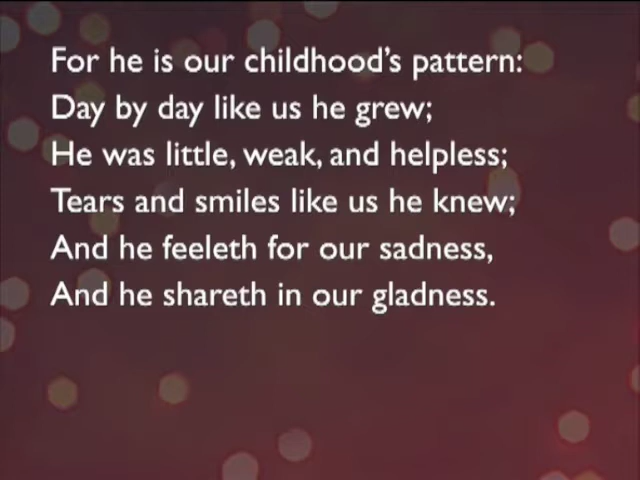 For he is our childhood's pattern:
Day by day like us he grew;
He was little, weak, and helpless;
Tears and smiles like us he knew;
And he feeleth for our sadness,
And he shareth in our gladness.